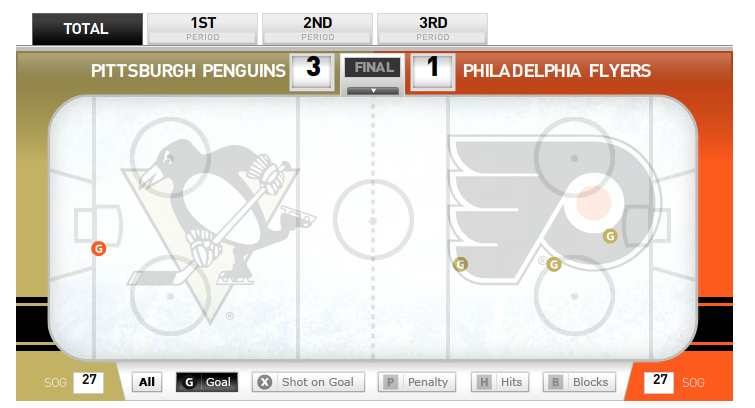 TOTAL
1ST
PERIOD
2ND
PERIOD
3RD
PERIOD
PITTSBURGH PENGUINS 3 FINAL 1 PHILADELPHIA FLYERS
G
G
G
G
®
®
SOG 27 All G Goal X Shot on Goal P Penalty H Hits B Blocks 27 SOG